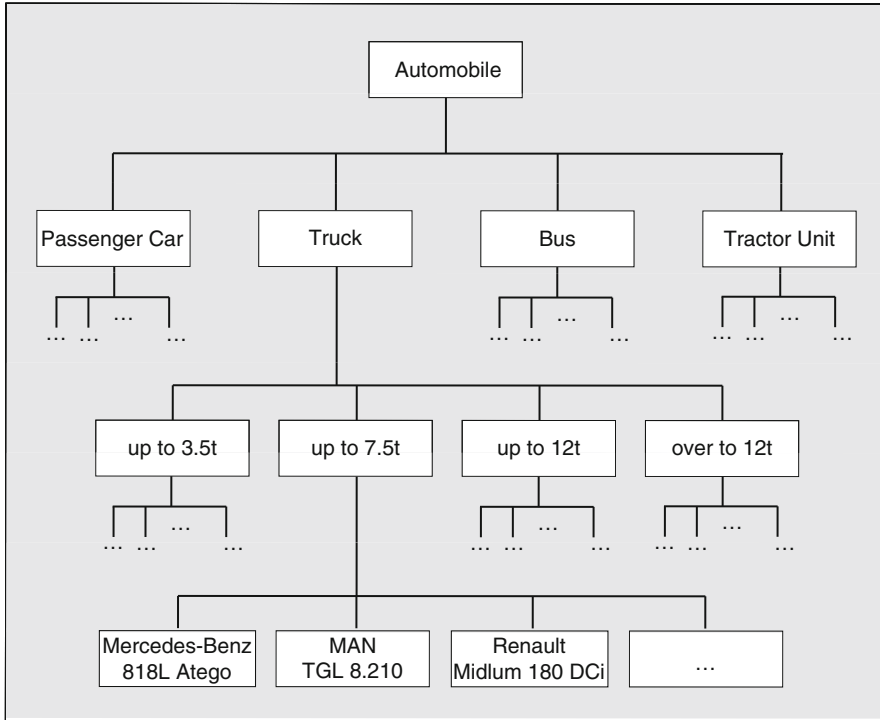 Automobile
Passenger Car
Truck
Bus
Tractor Unit
...
... ... ...
...
... ... ...
...
... ... ...
up to 3.5t
up to 7.5t
up to 12t
over to 12t
...
... ... ...
...
... ... ...
...
... ... ...
Mercedes-Benz
818L Atego
MAN
TGL 8.210
Renault
Midlum 180 DCi
...